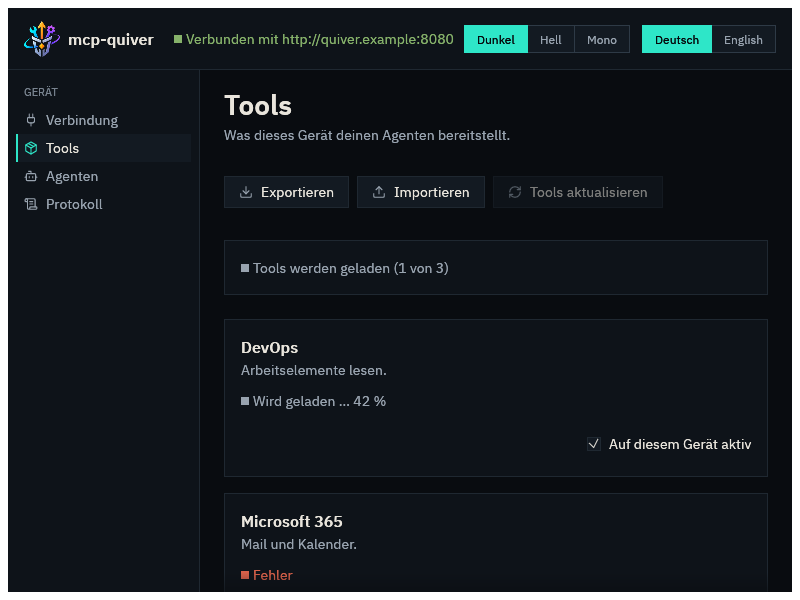 mcp-quiver
Verbunden mit http://quiver.example:8080
Dunkel
Hell
Mono
Deutsch
English
GERÄT
Verbindung
Tools
Agenten
Protokoll
Tools
Was dieses Gerät deinen Agenten bereitstellt.
Exportieren
Importieren
Tools aktualisieren
Tools werden geladen (1 von 3)
DevOps
Arbeitselemente lesen.
Wird geladen ... 42 %
Auf diesem Gerät aktiv
Microsoft 365
Mail und Kalender.
Fehler